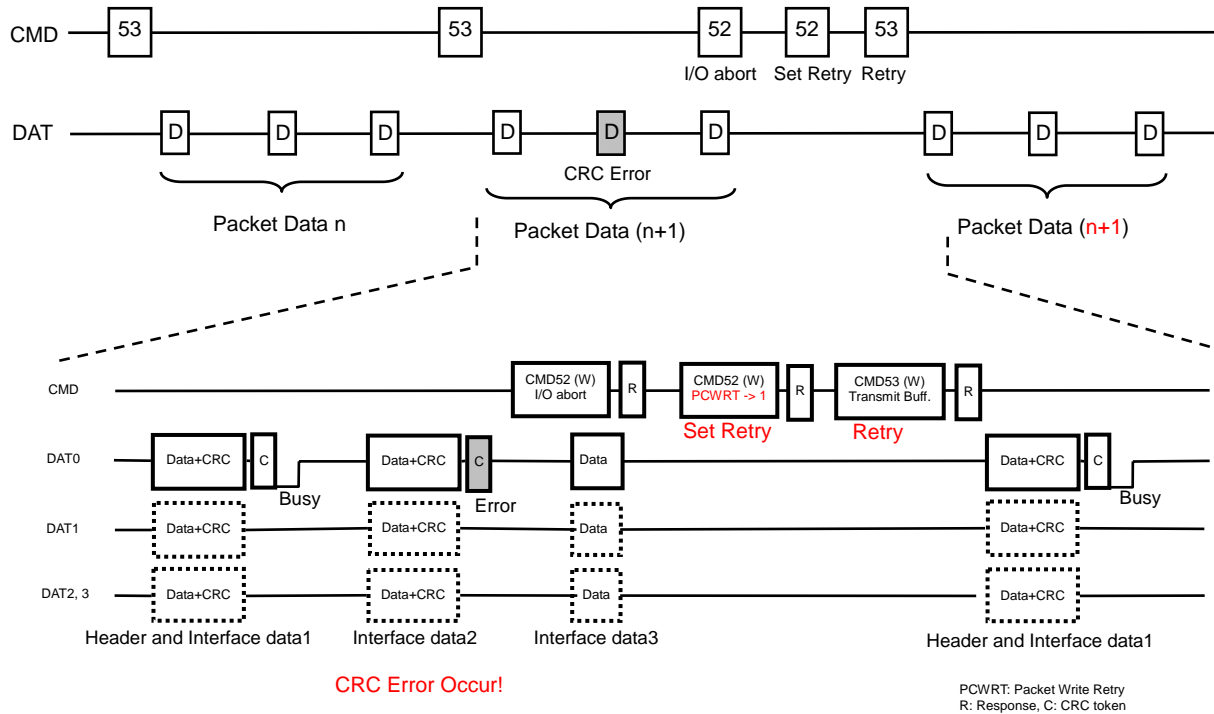 CMD 53 53 52 52 53
I/O abort Set Retry Retry
DAT D D D D D D D D D
CRC Error
Packet Data n Packet Data (n+1) Packet Data (n+1)
CMD CMD52 (W) R CMD52 (W) R CMD53 (W) R
I/O abort PCWRT -> 1 Transmit Buff.
Set Retry Retry
DAT0 Data+CRC C Data+CRC C Data Data+CRC C
Busy Error Busy
DAT1 Data+CRC Data+CRC Data Data+CRC
DAT2, 3 Data+CRC Data+CRC Data Data+CRC
Header and Interface data1 Interface data2 Interface data3 Header and Interface data1
CRC Error Occur!
PCWRT: Packet Write Retry
R: Response, C: CRC token